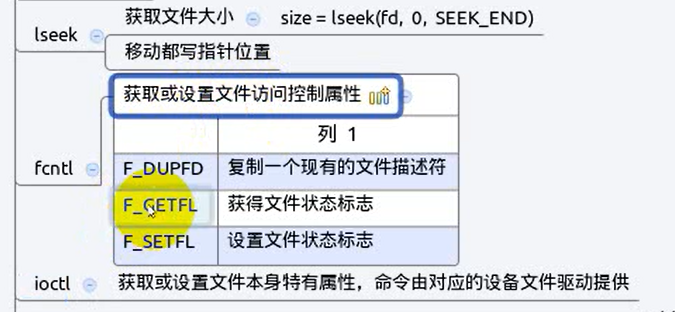 lseek
获取文件大小 size = lseek(fd, 0, SEEK_END)
移动都写指针位置
获取或设置文件访问控制属性
列 1
fcntl
F_DUPFD 复制一个现有的文件描述符
F_GETFL 获得文件状态标志
F_SETFL 设置文件状态标志
ioctl 获取或设置文件本身特有属性，命令由对应的设备文件驱动提供